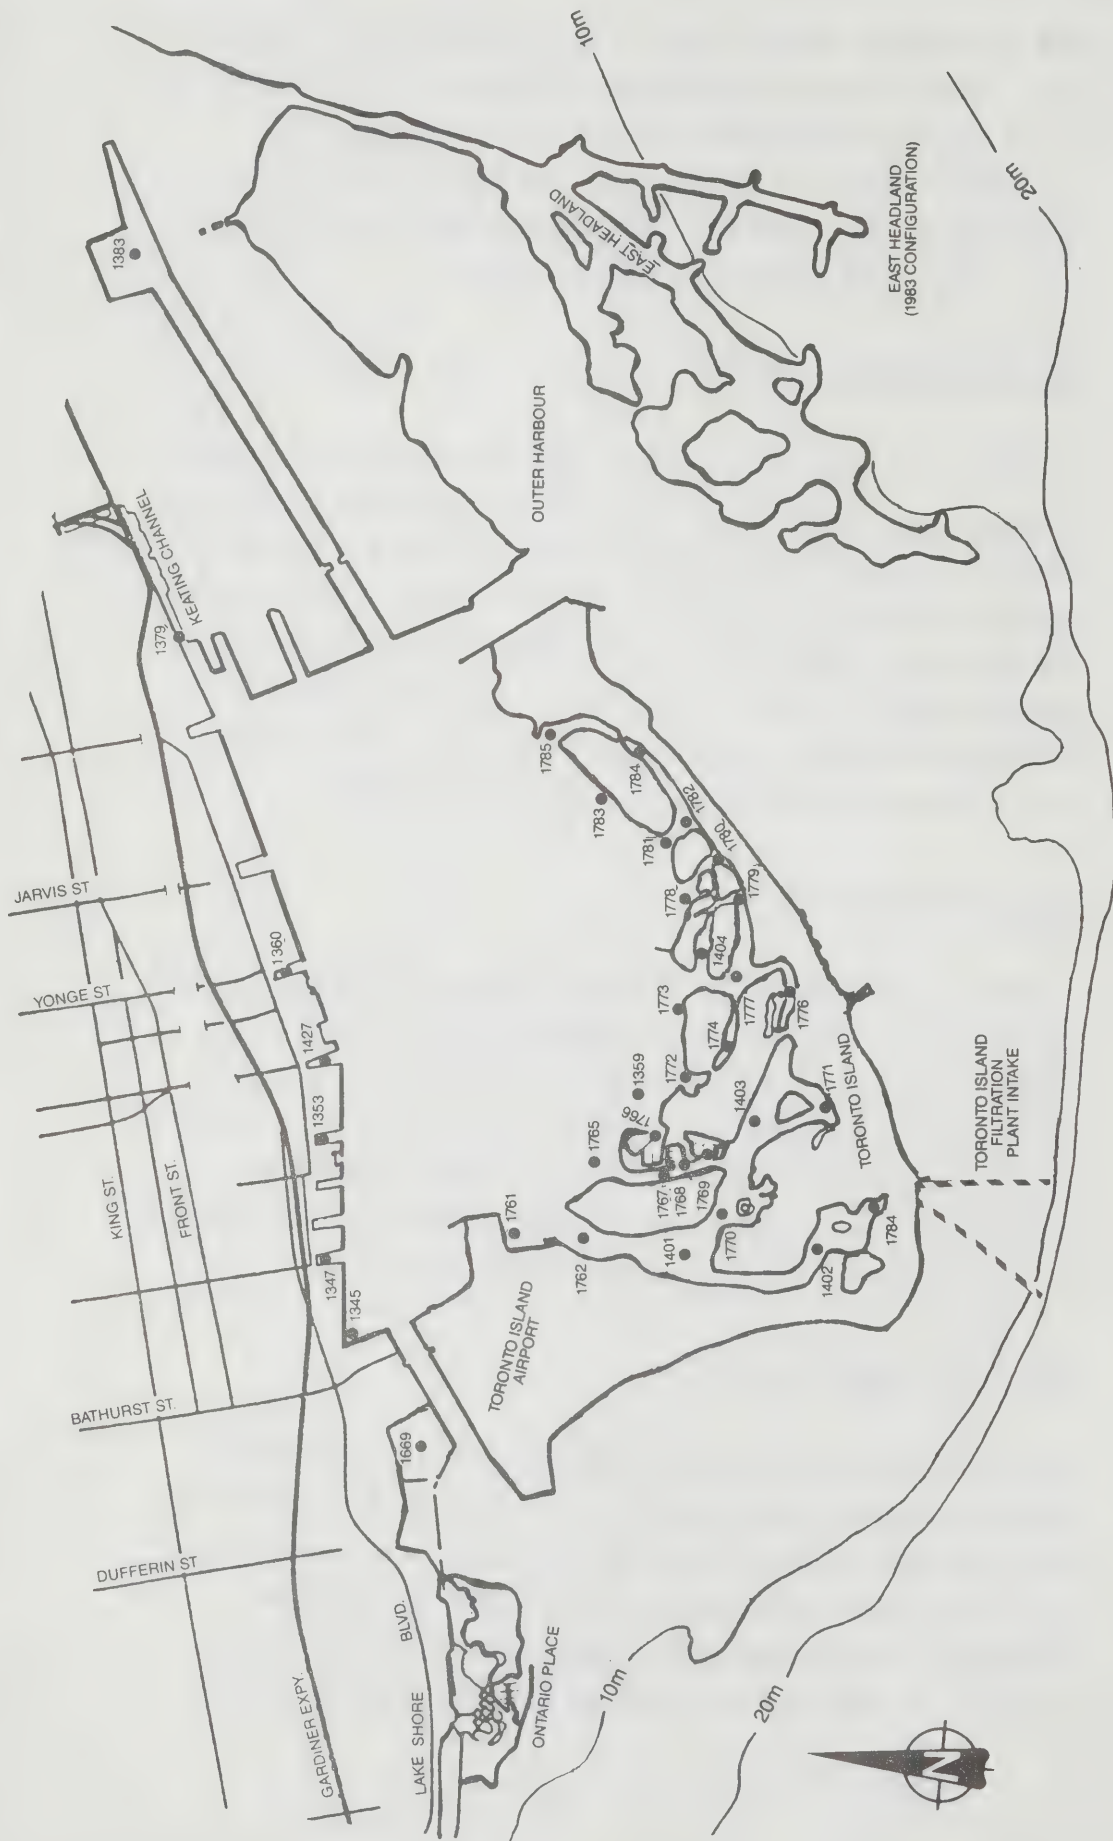 JARVIS ST
YONGE ST
KING ST.
FRONT ST.
BATHURST ST.
DUFFERIN ST
GARDINER EXPY.
LAKE SHORE
BLVD.
KEATING CHANNEL
1383
1379
1360
1427
1353
1347
1345
1669
ONTARIO PLACE
TORONTO ISLAND
AIRPORT
OUTER HARBOUR
EAST HEADLAND
EAST HEADLAND
(1983 CONFIGURATION)
10m
20m
1785
1783
1784
1782
1781
1780
1778
1779
1404
1773
1777
1774
1776
1772
1359
1766
1403
1771
1765
1767
1768
1769
1761
1762
1401
1770
1402
1784
TORONTO ISLAND
TORONTO ISLAND
FILTRATION
PLANT INTAKE
10m
20m
N